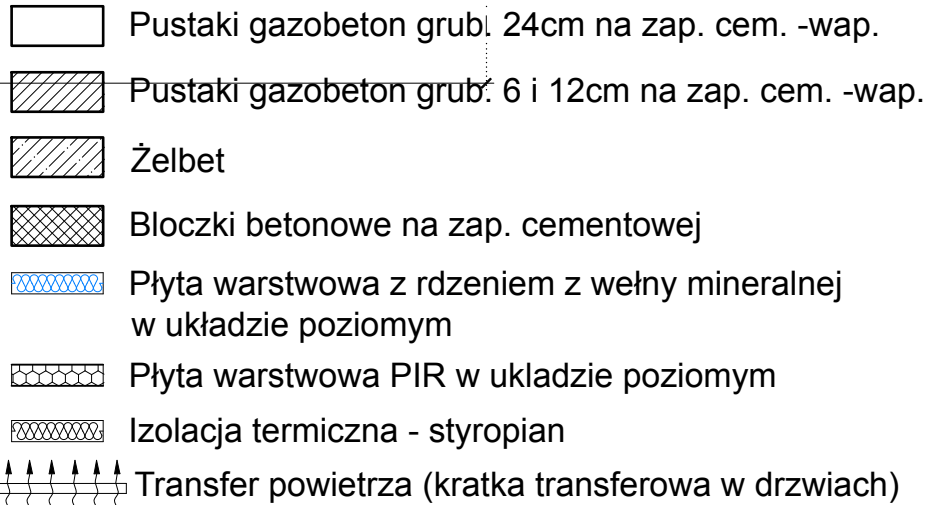 Pustaki gazobeton grub. 24cm na zap. cem. -wap.
Pustaki gazobeton grub. 6 i 12cm na zap. cem. -wap.
Żelbet
Bloczki betonowe na zap. cementowej
Płyta warstwowa z rdzeniem z wełny mineralnej
w układzie poziomym
Płyta warstwowa PIR w ukladzie poziomym
Izolacja termiczna - styropian
Transfer powietrza (kratka transferowa w drzwiach)